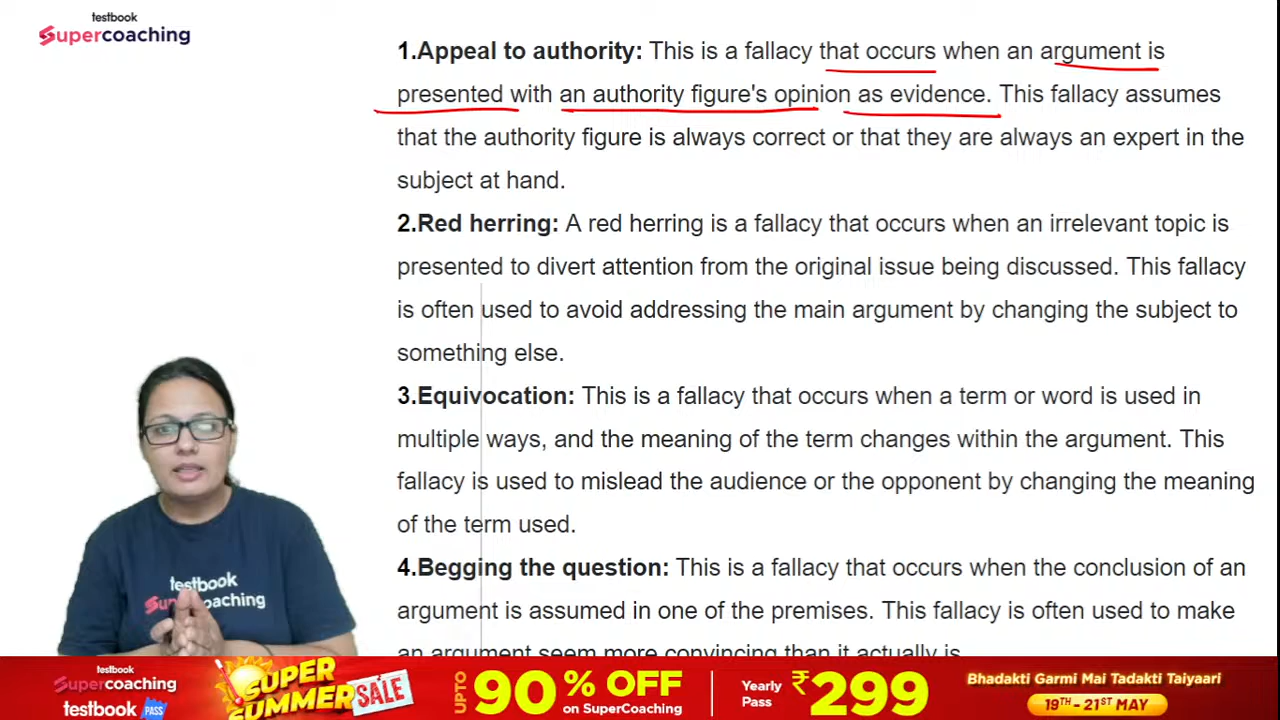 testbook
Supercoaching
1.Appeal to authority: This is a fallacy that occurs when an argument is
presented with an authority figure's opinion as evidence. This fallacy assumes
that the authority figure is always correct or that they are always an expert in the
subject at hand.
2.Red herring: A red herring is a fallacy that occurs when an irrelevant topic is
presented to divert attention from the original issue being discussed. This fallacy
is often used to avoid addressing the main argument by changing the subject to
something else.
3.Equivocation: This is a fallacy that occurs when a term or word is used in
multiple ways, and the meaning of the term changes within the argument. This
fallacy is used to mislead the audience or the opponent by changing the meaning
of the term used.
4.Begging the question: This is a fallacy that occurs when the conclusion of an
argument is assumed in one of the premises. This fallacy is often used to make
an argument seem more convincing than it actually is.
testbook
Supercoaching
testbook
Supercoaching
testbook PASS
SUPER
SUMMER
SALE
UPTO
90% OFF
on SuperCoaching
Yearly
Pass
₹299
Bhadakti Garmi Mai Tadakti Taiyaari
19TH - 21ST MAY